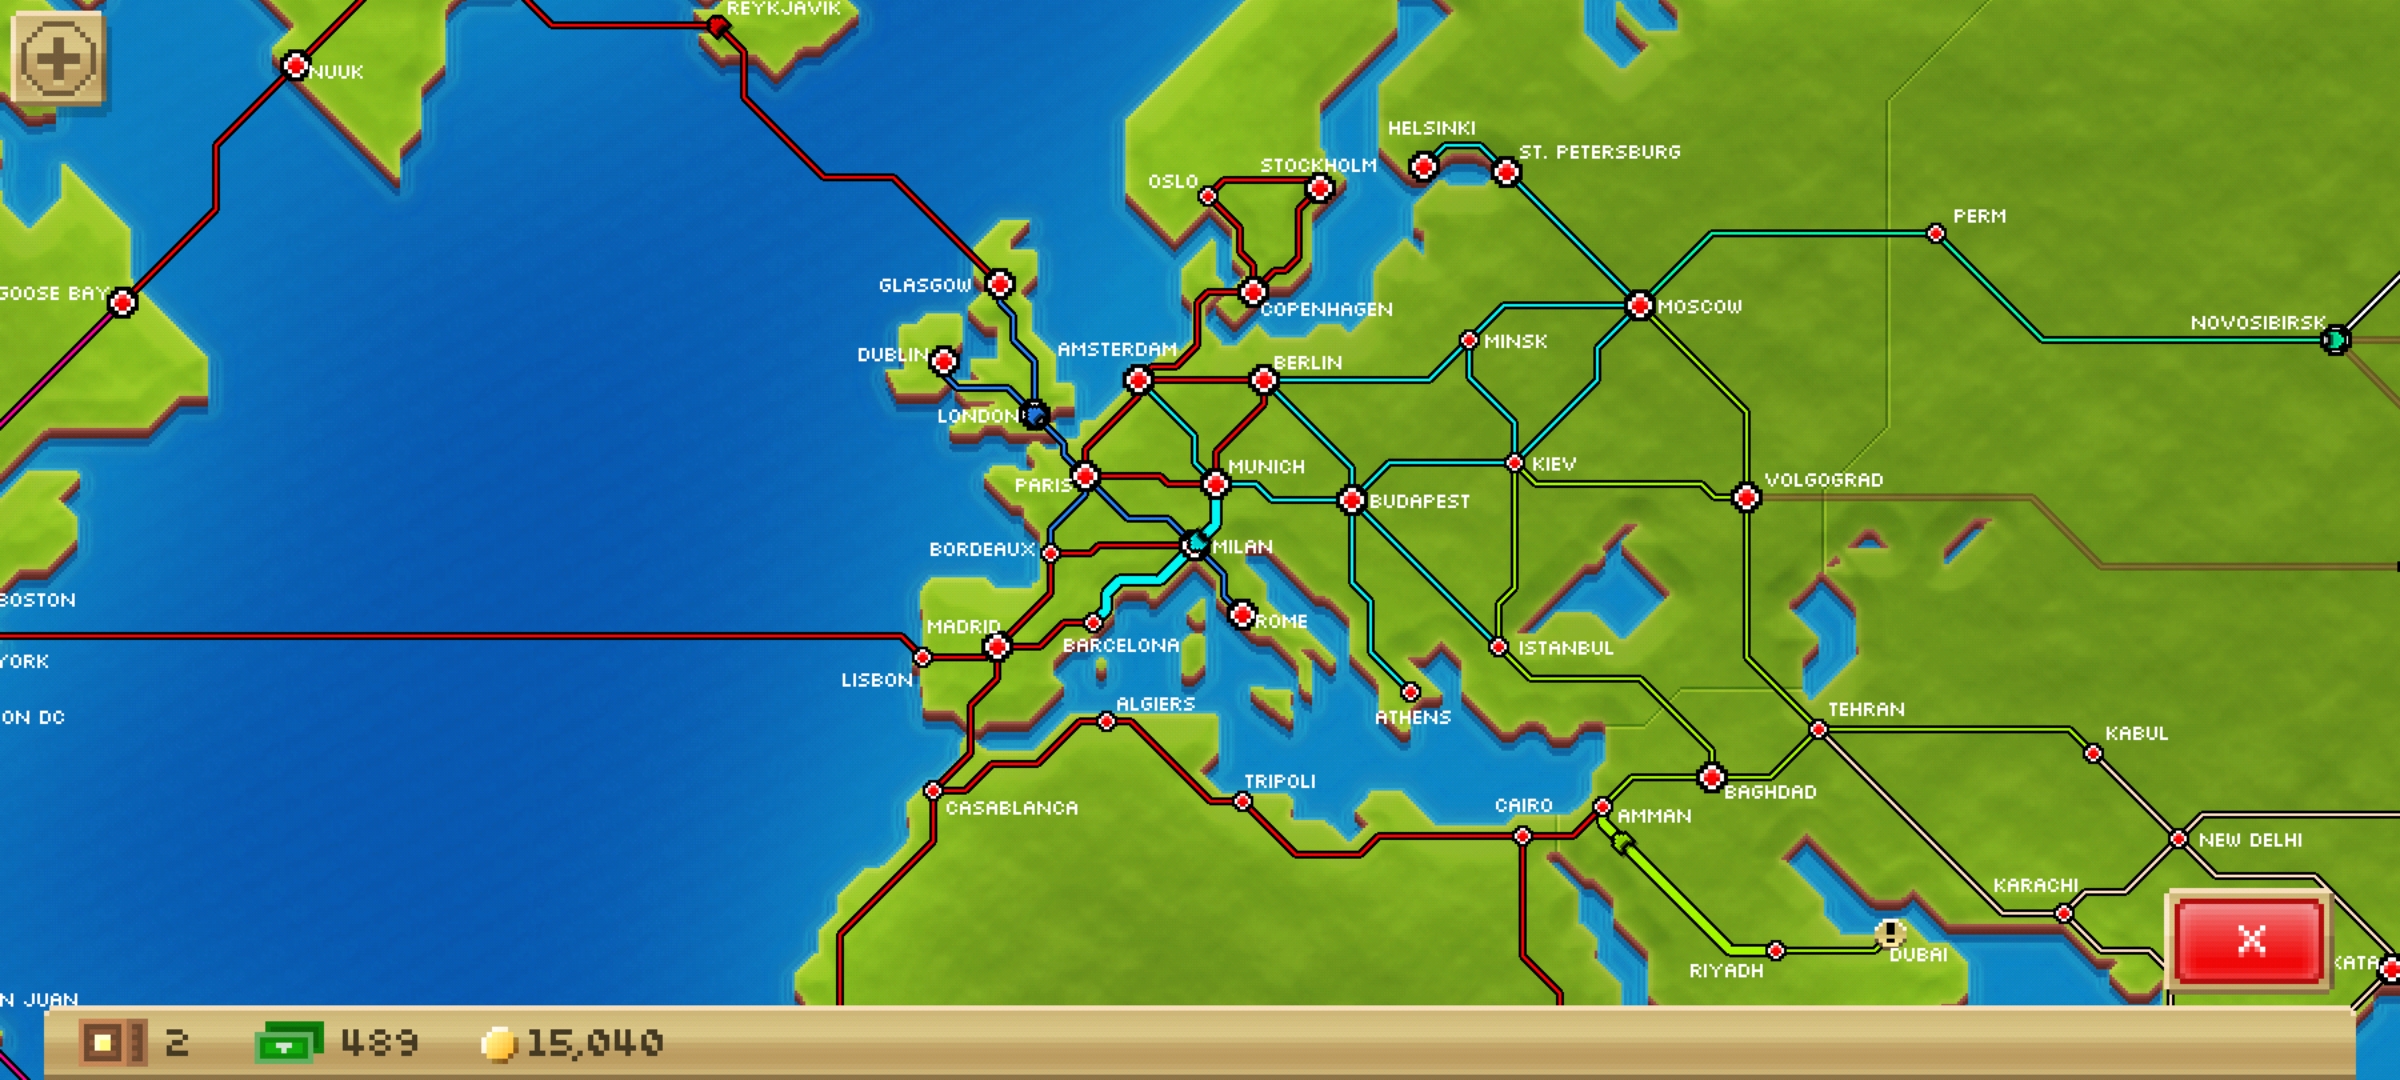 REYKJAVIK
NUUK
HELSINKI
ST. PETERSBURG
STOCKHOLM
OSLO
PERM
GLASGOW
GOOSE BAY
COPENHAGEN
MOSCOW
NOVOSIBIRSK
DUBLIN
AMSTERDAM
BERLIN
MINSK
LONDON
PARIS
MUNICH
KIEV
BUDAPEST
VOLGOGRAD
BORDEAUX
MILAN
BOSTON
MADRID
BARCELONA
ROME
ISTANBUL
YORK
LISBON
ON DC
ALGIERS
ATHENS
TEHRAN
KABUL
TRIPOLI
CASABLANCA
CAIRO
AMMAN
BAGHDAD
NEW DELHI
KARACHI
RIYADH
DUBAI
KATA
N JUAN
X
2 489 15,040